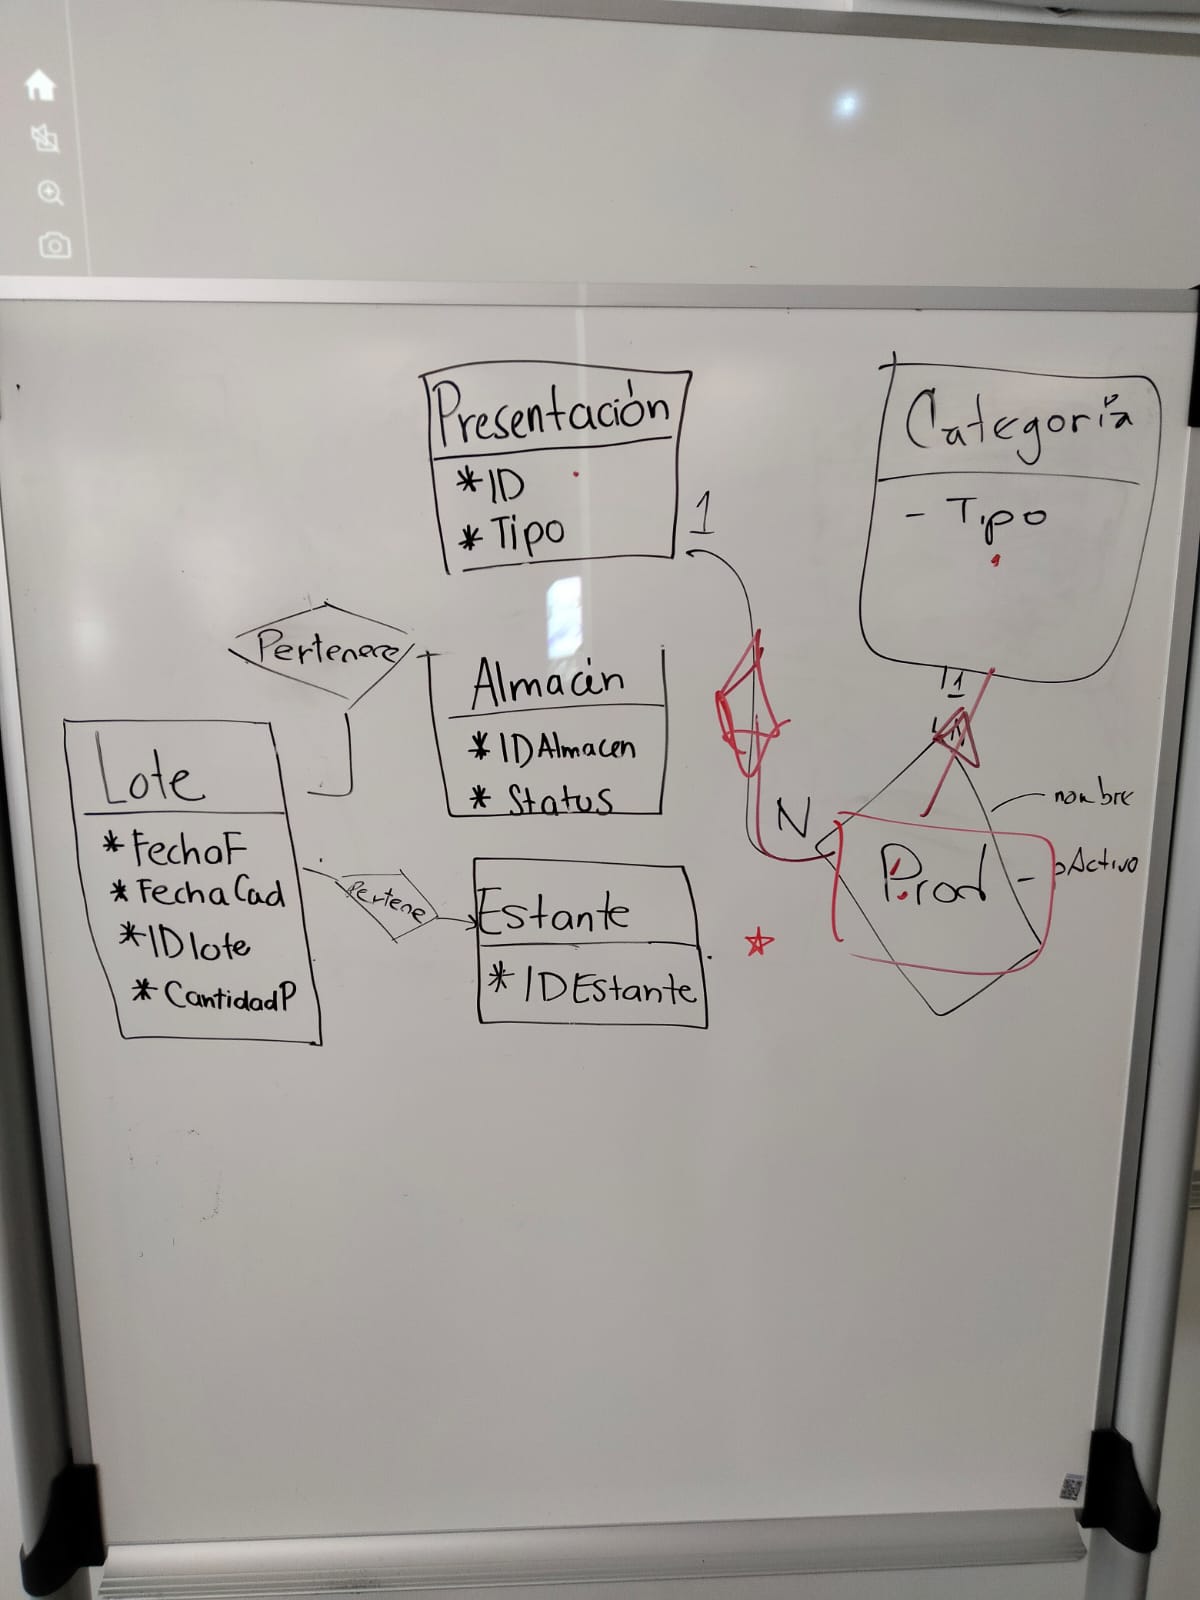 Presentación
*ID
*Tipo
1
Categoría
- Tipo
1
Pertenece
Almacén
*IDAlmacen
* Status
Lote
*FechaF
*FechaCad
*IDlote
*CantidadP
Pertene
Estante
* IDEstante
N
Prod
nombre
Activo